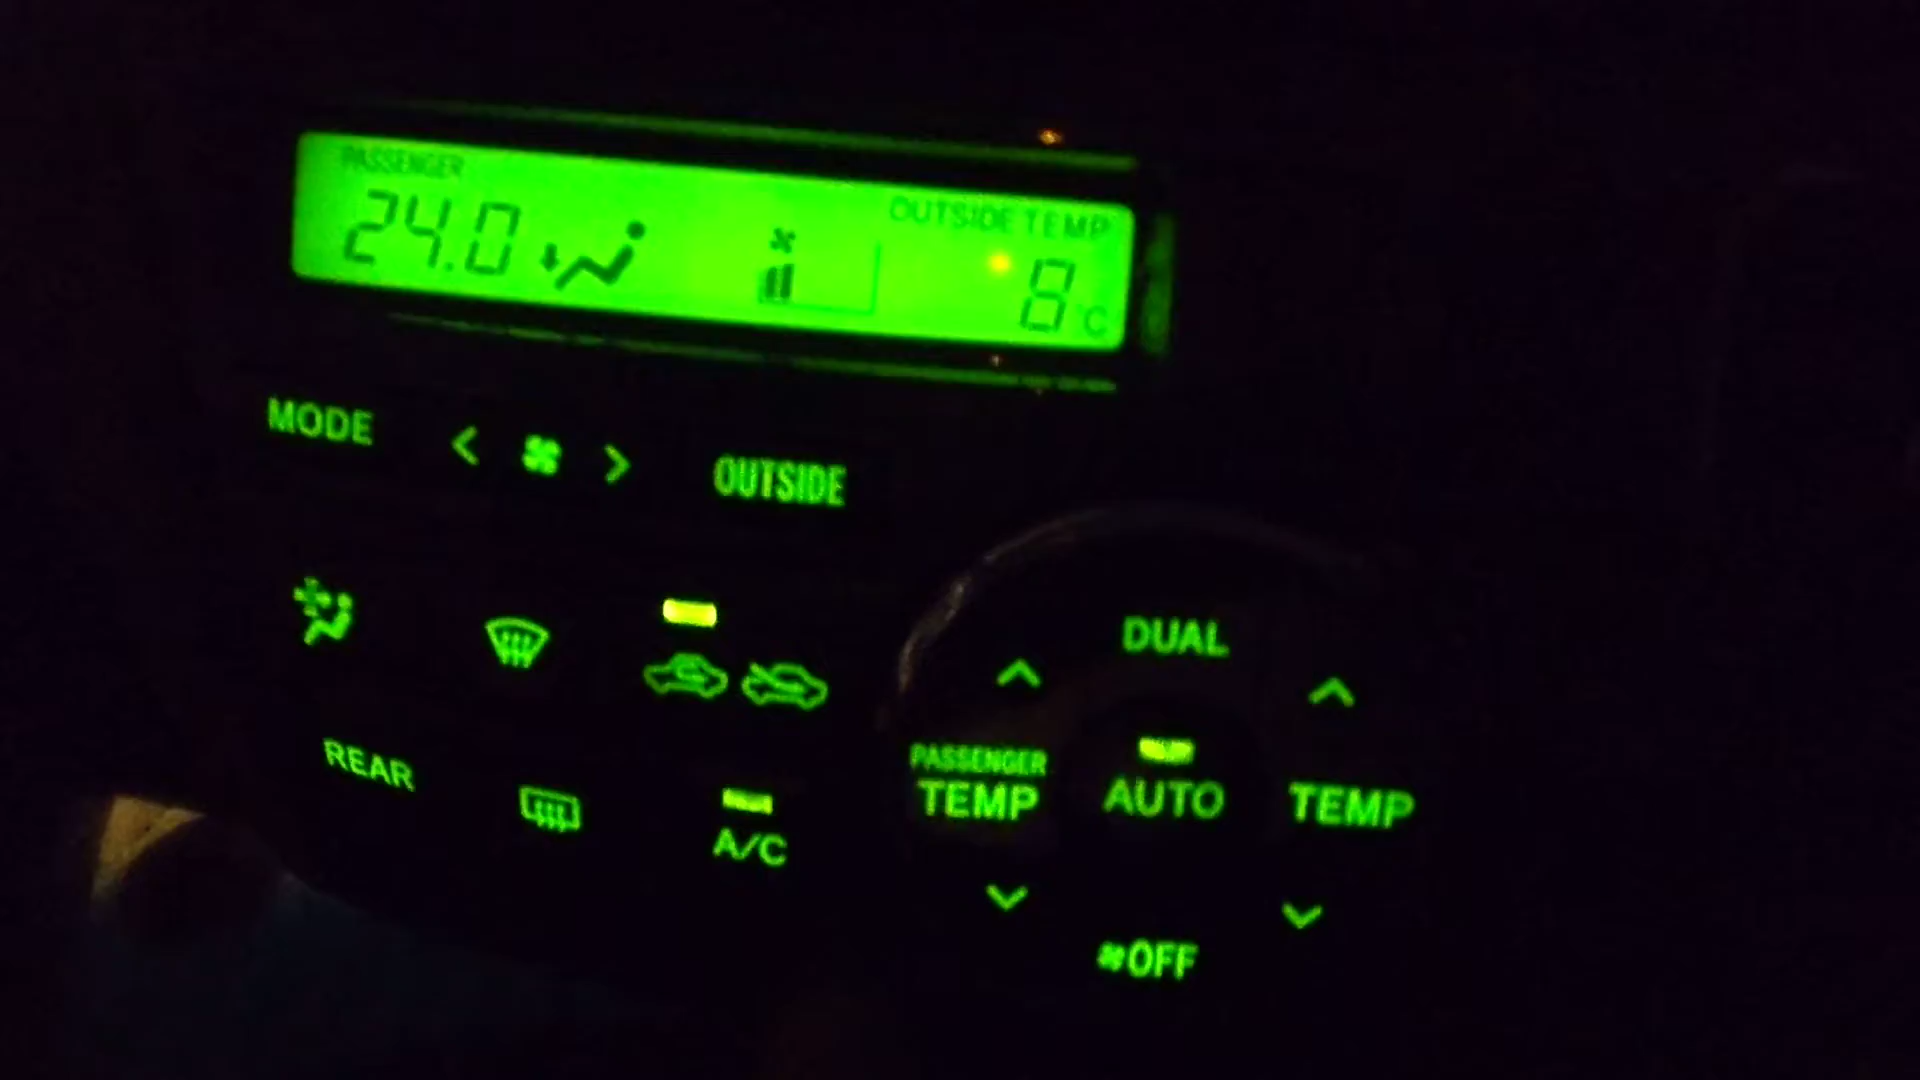 PASSENGER
24.0
OUTSIDE TEMP
8°C
MODE
OUTSIDE
DUAL
REAR
A/C
PASSENGER
TEMP
AUTO
TEMP
OFF